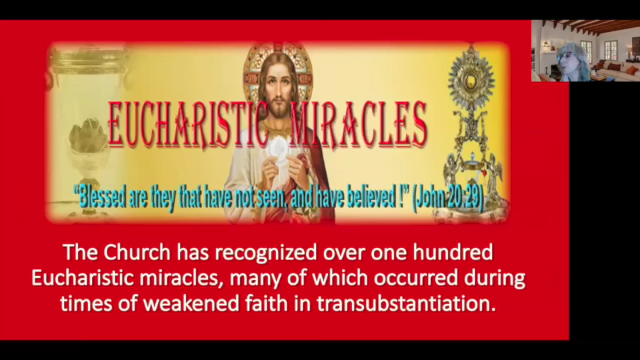 EUCHARISTIC MIRACLES
"Blessed are they that have not seen, and have believed !" (John 20:29)
The Church has recognized over one hundred
Eucharistic miracles, many of which occurred during
times of weakened faith in transubstantiation.